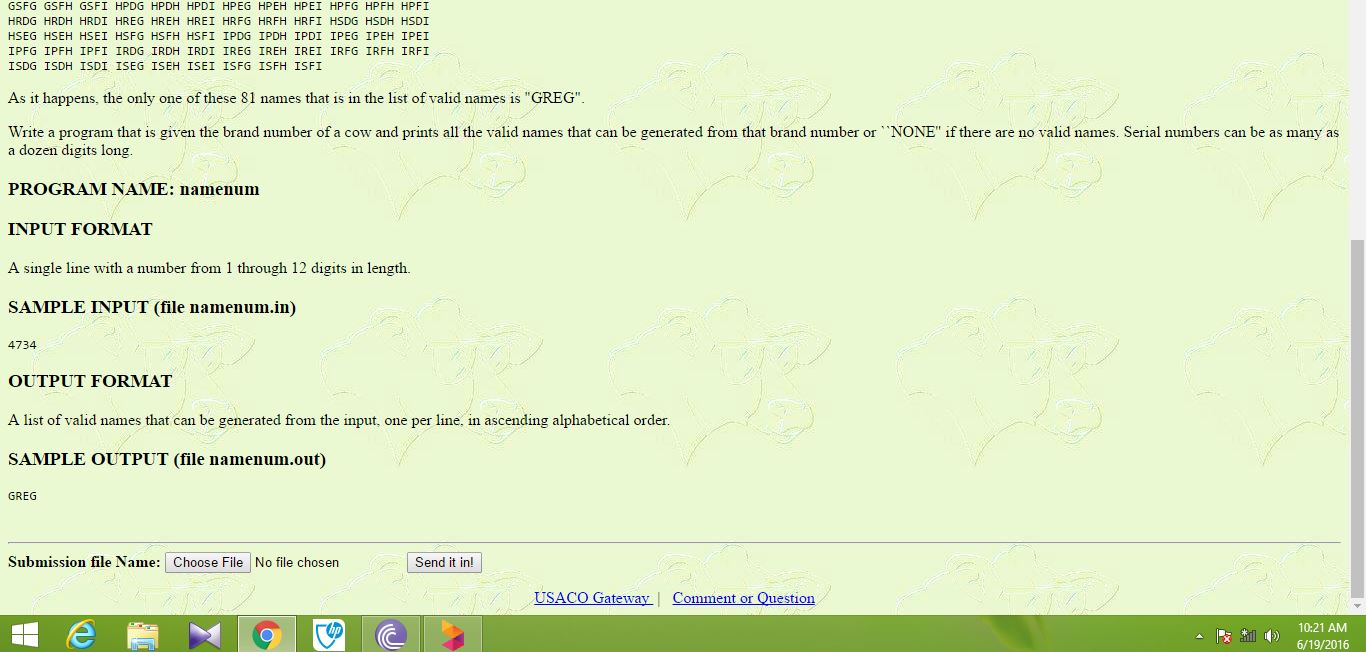 GSFG GSFH GSFI HPDG HPDH HPDI HPEG HPEH HPEI HPFG HPFH HPFI
HRDG HRDH HRDI HREG HREH HREI HRFG HRFH HRFI HSDG HSDH HSDI
HSEG HSEH HSEI HSFG HSFH HSFI IPDG IPDH IPDI IPEG IPEH IPEI
IPFG IPFH IPFI IRDG IRDH IRDI IREG IREH IREI IRFG IRFH IRFI
ISDG ISDH ISDI ISEG ISEH ISEI ISFG ISFH ISFI
As it happens, the only one of these 81 names that is in the list of valid names is "GREG".
Write a program that is given the brand number of a cow and prints all the valid names that can be generated from that brand number or ``NONE'' if there are no valid names. Serial numbers can be as many as
a dozen digits long.
PROGRAM NAME: namenum
INPUT FORMAT
A single line with a number from 1 through 12 digits in length.
SAMPLE INPUT (file namenum.in)
4734
OUTPUT FORMAT
A list of valid names that can be generated from the input, one per line, in ascending alphabetical order.
SAMPLE OUTPUT (file namenum.out)
GREG
Submission file Name: Choose File No file chosen Send it in!
USACO Gateway | Comment or Question
hp
10:21 AM
6/19/2016